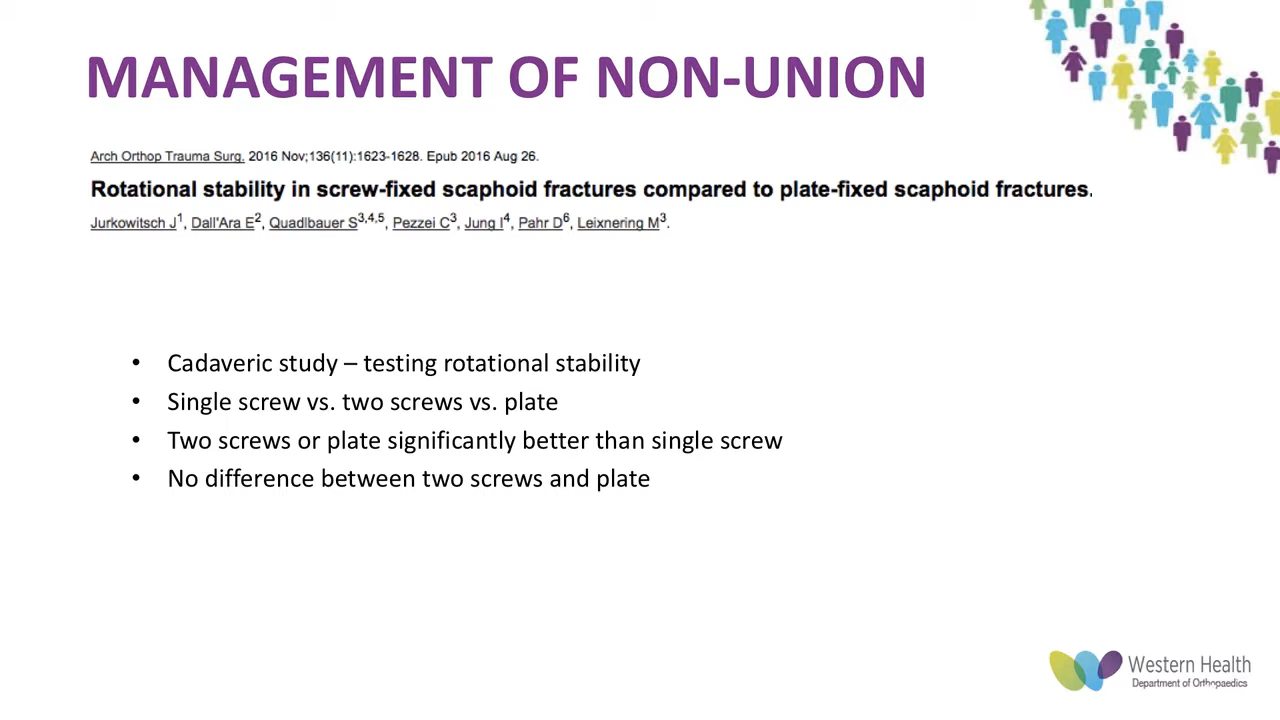 MANAGEMENT OF NON-UNION
Arch Orthop Trauma Surg. 2016 Nov;136(11):1623-1628. Epub 2016 Aug 26.
Rotational stability in screw-fixed scaphoid fractures compared to plate-fixed scaphoid fractures.
Jurkowitsch J1, Dall'Ara E2, Quadlbauer S3,4,5, Pezzei C3, Jung I4, Pahr D6, Leixnering M3.
• Cadaveric study – testing rotational stability
• Single screw vs. two screws vs. plate
• Two screws or plate significantly better than single screw
• No difference between two screws and plate
Western Health
Department of Orthopaedics